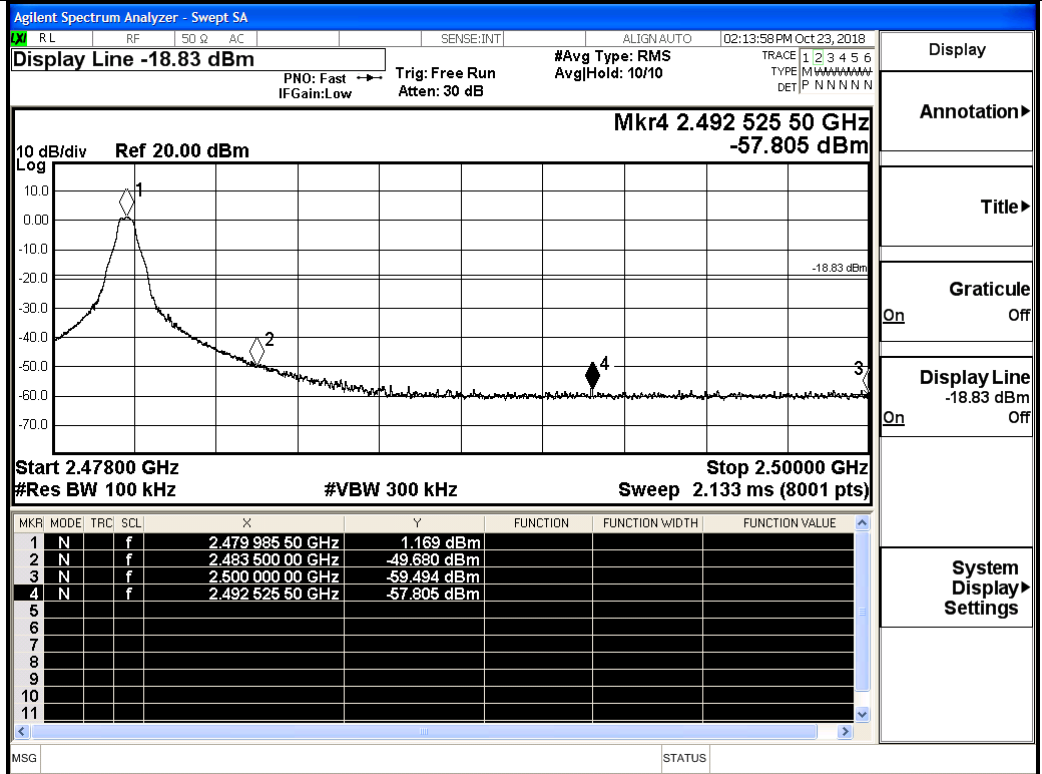 Agilent Spectrum Analyzer - Swept SA
LXI RL RF 50 Ω AC SENSE:INT ALIGN AUTO 02:13:58 PM Oct 23, 2018
Display Line -18.83 dBm
PNO: Fast
IFGain:Low
Trig: Free Run
Atten: 30 dB
#Avg Type: RMS
Avg|Hold: 10/10
TRACE 1 2 3 4 5 6
TYPE M W W W W W
DET P N N N N N
Mkr4 2.492 525 50 GHz
-57.805 dBm
10 dB/div Ref 20.00 dBm
Log
10.0
0.00
-10.0
-20.0
-30.0
-40.0
-50.0
-60.0
-70.0
1
2
4
3
-18.83 dBm
Start 2.47800 GHz Stop 2.50000 GHz
#Res BW 100 kHz #VBW 300 kHz Sweep 2.133 ms (8001 pts)
MKR MODE TRC SCL X Y FUNCTION FUNCTION WIDTH FUNCTION VALUE
1 N f 2.479 985 50 GHz 1.169 dBm
2 N f 2.483 500 00 GHz -49.680 dBm
3 N f 2.500 000 00 GHz -59.494 dBm
4 N f 2.492 525 50 GHz -57.805 dBm
5
6
7
8
9
10
11
MSG STATUS
Display
Annotation
Title
Graticule
On Off
Display Line
-18.83 dBm
On Off
System
Display
Settings